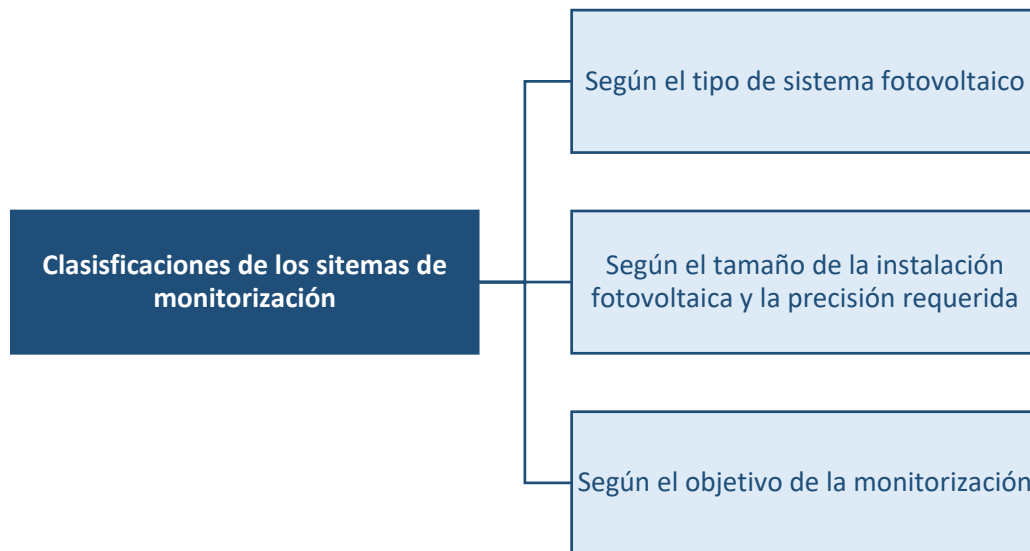 Según el tipo de sistema fotovoltaico
Clasisficaciones de los sitemas de
monitorización
Según el tamaño de la instalación
fotovoltaica y la precisión requerida
Según el objetivo de la monitorización